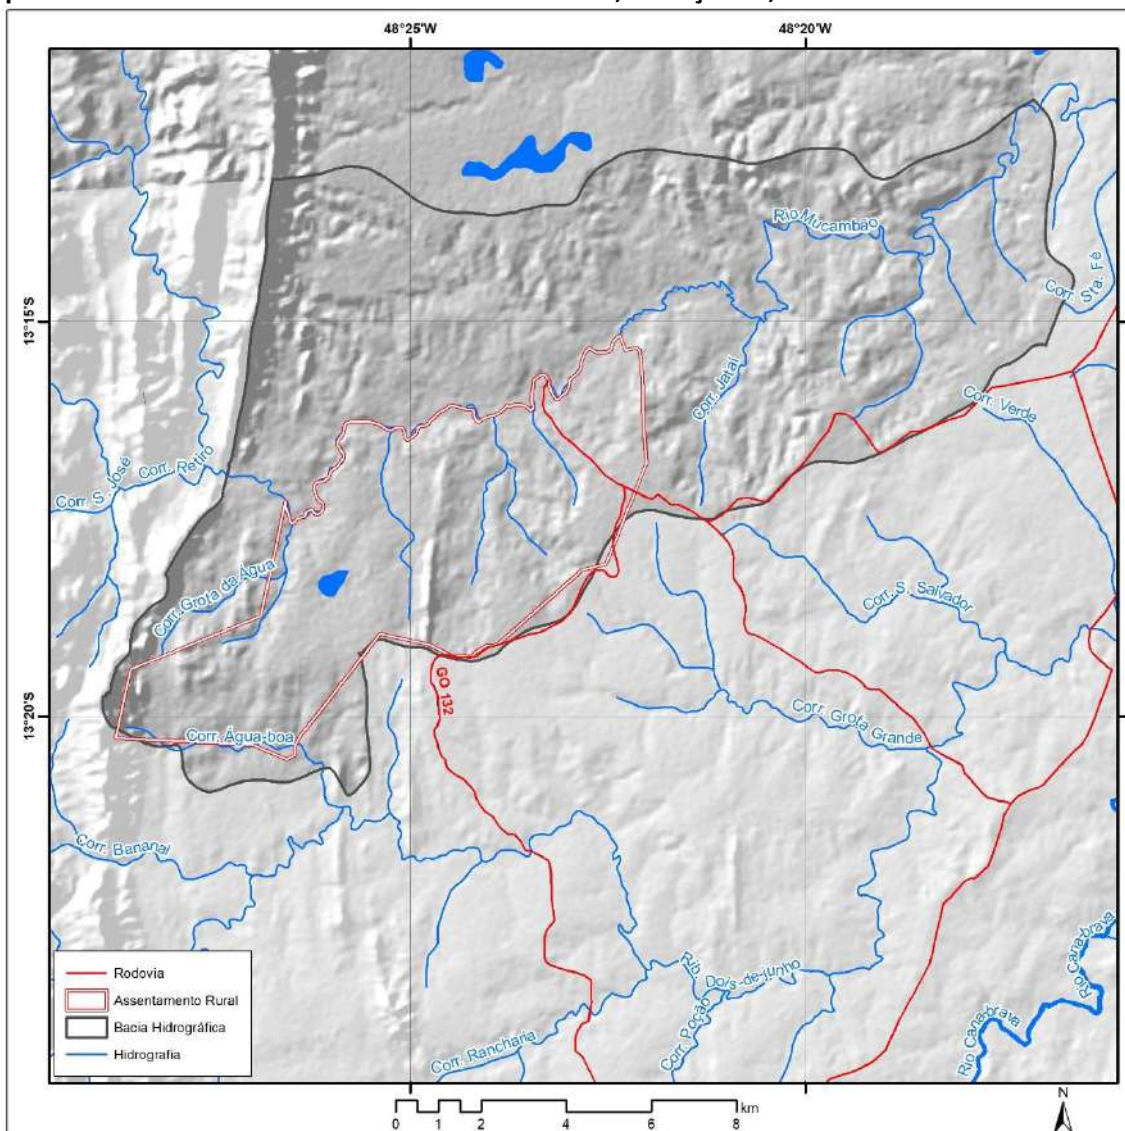 48°25'W
48°20'W
Rio Mucambão
Corr. Sta. Fé
13°15'S
Corr. Jataí
Corr. Verde
Corr. S. José
Corr. Retiro
Corr. Grota da Água
Corr. S. Salvador
GO 132
13°20'S
Corr. Água-boa
Corr. Grota Grande
Corr. Bananal
Rib. Dois-de-junho
Rio Cana-brava
Rodovia
Assentamento Rural
Bacia Hidrográfica
Hidrografia
Corr. Poção
Corr. Rancharia
Rio Cana-brava
N
km
0 1 2 4 6 8